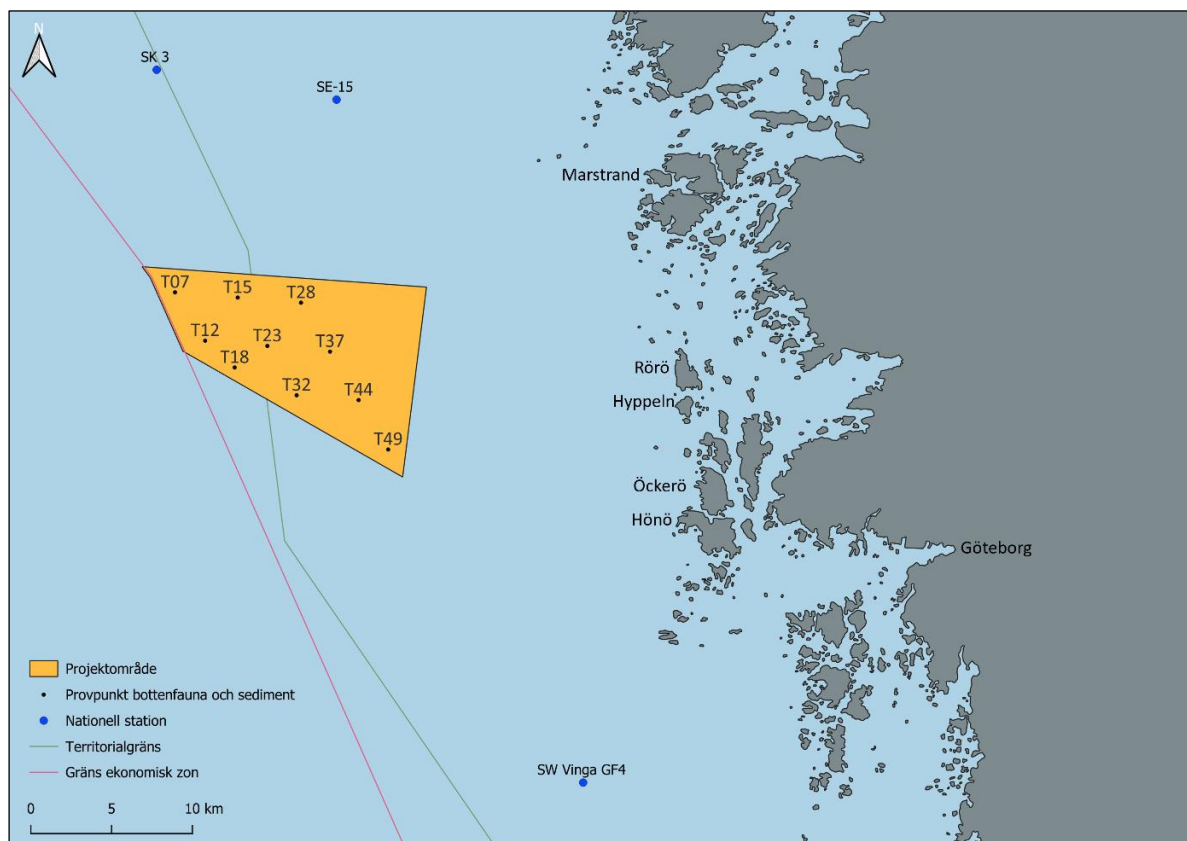 N
SK 3
SE-15
Marstrand
T07
T15
T28
T12
T23
T37
T18
Rörö
T32
T44
Hyppeln
T49
Öckerö
Hönö
Göteborg
Projektområde
Provpunkt bottenfauna och sediment
Nationell station
Territorialgräns
Gräns ekonomisk zon
SW Vinga GF4
0 5 10 km